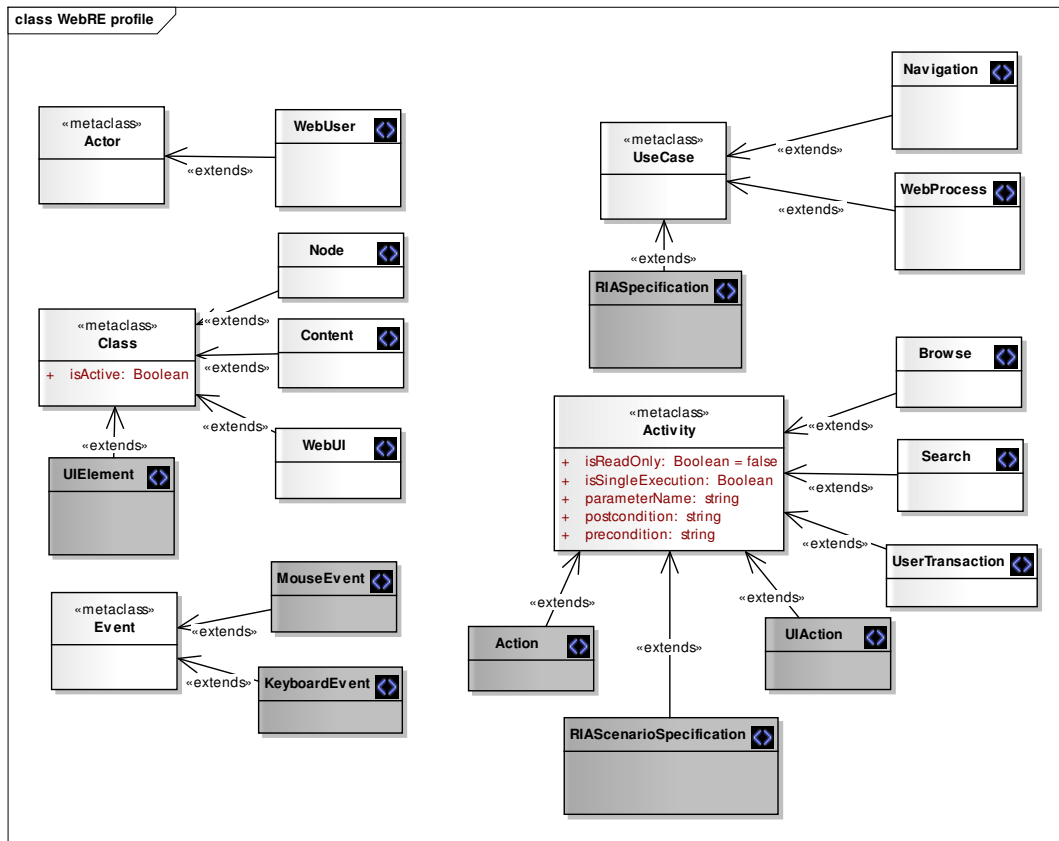 class WebRE profile
«metaclass»
Actor
WebUser
«extends»
Node
«extends»
«metaclass»
Class
+ isActive: Boolean
Content
«extends»
WebUI
«extends»
«extends»
UIElement
MouseEvent
«metaclass»
Event
«extends»
«extends»
KeyboardEvent
Navigation
«metaclass»
UseCase
«extends»
WebProcess
«extends»
«extends»
RIASpecification
Browse
«metaclass»
Activity
+ isReadOnly: Boolean = false
+ isSingleExecution: Boolean
+ parameterName: string
+ postcondition: string
+ precondition: string
«extends»
Search
«extends»
«extends»
UserTransaction
«extends»
Action
«extends»
«extends»
UIAction
RIAScenarioSpecification